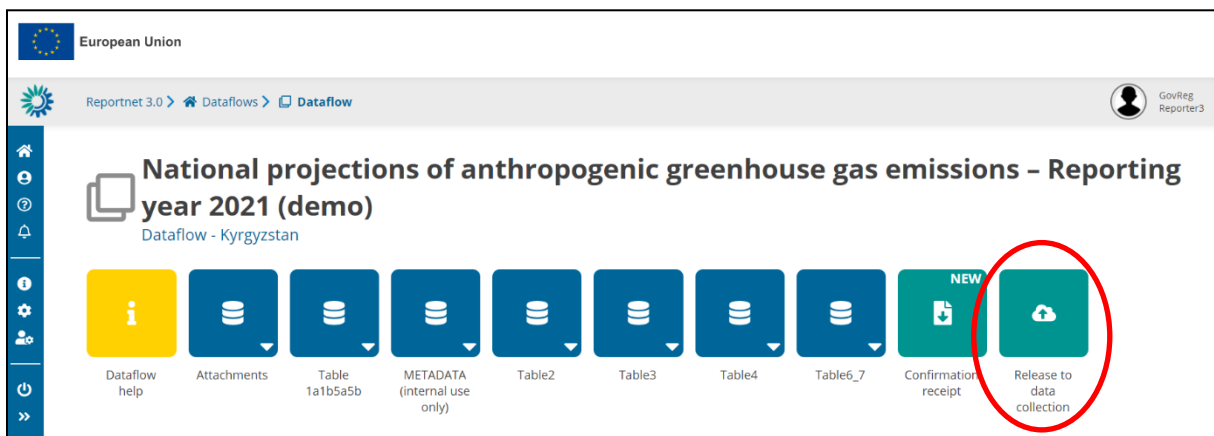 European Union
Reportnet 3.0 > Dataflows > Dataflow
GovReg
Reporter3
National projections of anthropogenic greenhouse gas emissions – Reporting
year 2021 (demo)
Dataflow - Kyrgyzstan
NEW
Dataflow
help
Attachments
Table
1a1b5a5b
METADATA
(internal use
only)
Table2
Table3
Table4
Table6_7
Confirmation
receipt
Release to
data
collection